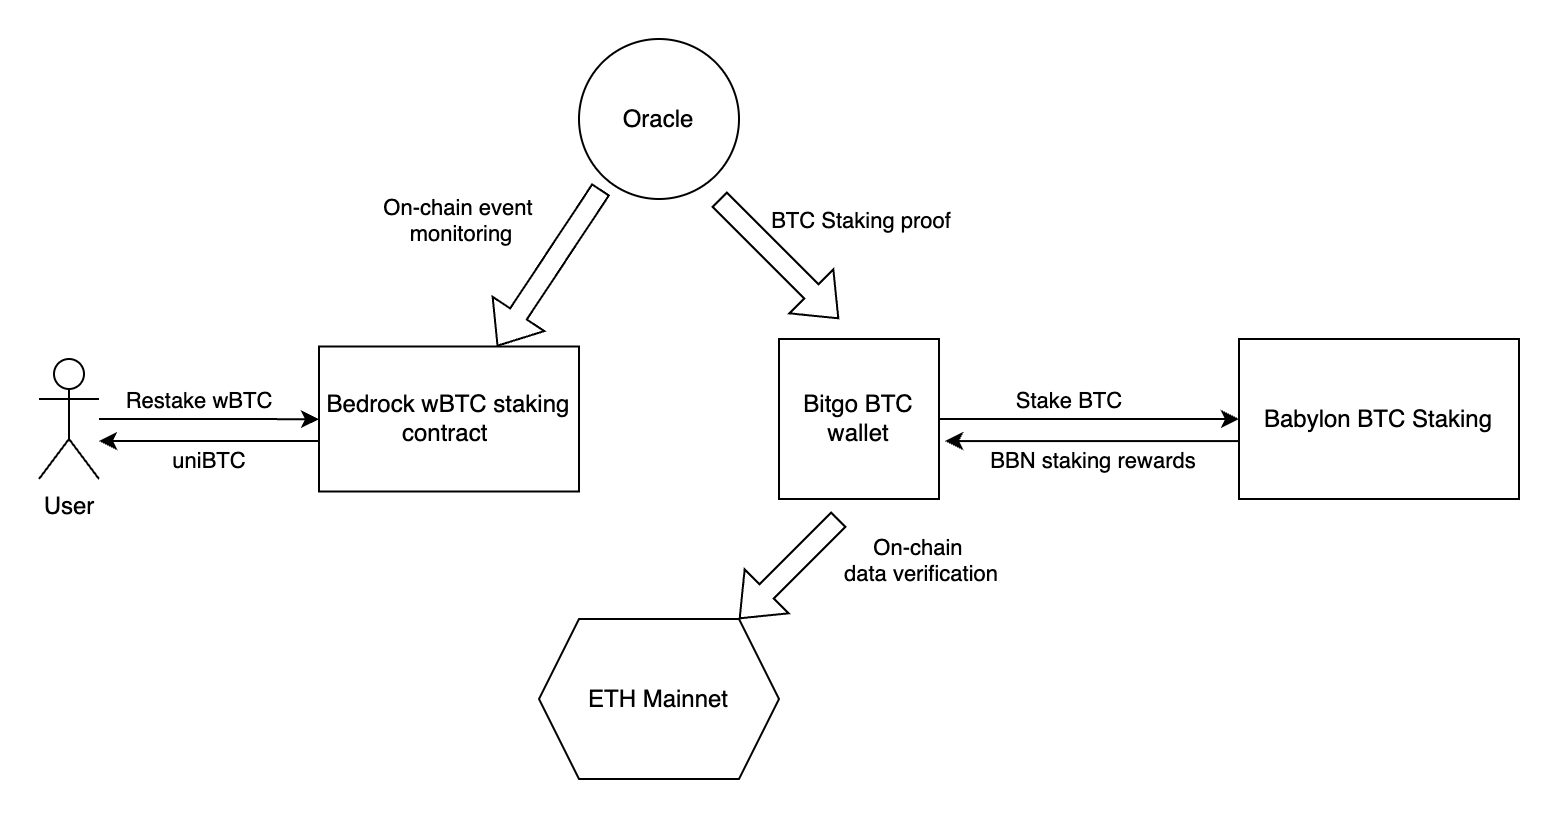 Oracle
On-chain event
monitoring
BTC Staking proof
Restake wBTC
uniBTC
User
Bedrock wBTC staking
contract
Bitgo BTC
wallet
Stake BTC
BBN staking rewards
Babylon BTC Staking
On-chain
data verification
ETH Mainnet